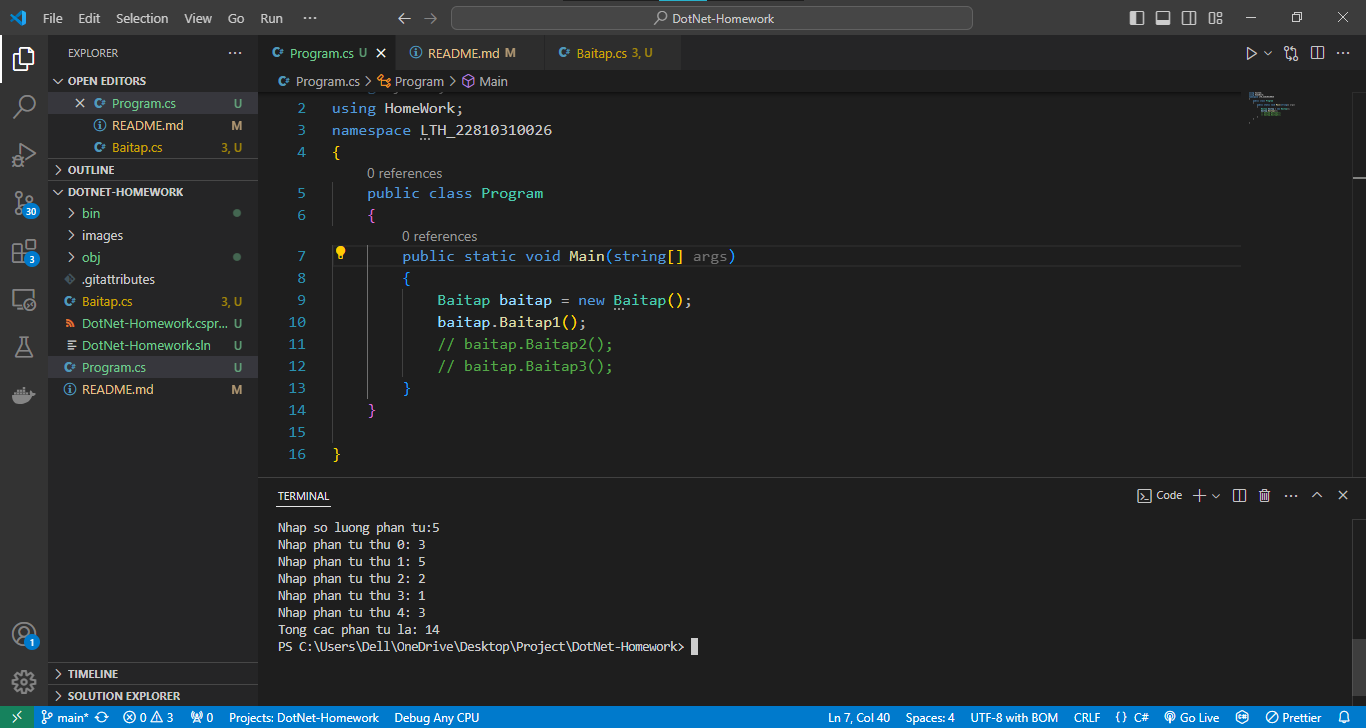 File Edit Selection View Go Run ··· DotNet-Homework
EXPLORER ···
OPEN EDITORS
Program.cs U
README.md M
Baitap.cs 3, U
OUTLINE
DOTNET-HOMEWORK
bin
images
obj
.gitattributes
Baitap.cs 3, U
DotNet-Homework.cspr... U
DotNet-Homework.sln U
Program.cs U
README.md M
TIMELINE
SOLUTION EXPLORER
Program.cs U README.md M Baitap.cs 3, U
Program.cs > Program > Main
2 using HomeWork;
3 namespace LTH_22810310026
4 {
0 references
5 public class Program
6 {
0 references
7 public static void Main(string[] args)
8 {
9 Baitap baitap = new Baitap();
10 baitap.Baitap1();
11 // baitap.Baitap2();
12 // baitap.Baitap3();
13 }
14 }
15
16 }
TERMINAL
Code
Nhap so luong phan tu:5
Nhap phan tu thu 0: 3
Nhap phan tu thu 1: 5
Nhap phan tu thu 2: 2
Nhap phan tu thu 3: 1
Nhap phan tu thu 4: 3
Tong cac phan tu la: 14
PS C:\Users\Dell\OneDrive\Desktop\Project\DotNet-Homework>
30
3
1
main* 0 3 0 Projects: DotNet-Homework Debug Any CPU Ln 7, Col 40 Spaces: 4 UTF-8 with BOM CRLF {} C# Go Live Prettier